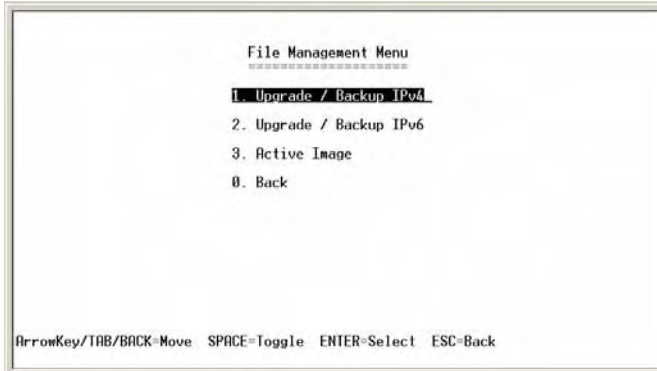 File Management Menu
====================
1. Upgrade / Backup IPv4
2. Upgrade / Backup IPv6
3. Active Image
0. Back
ArrowKey/TAB/BACK=Move SPACE=Toggle ENTER=Select ESC=Back